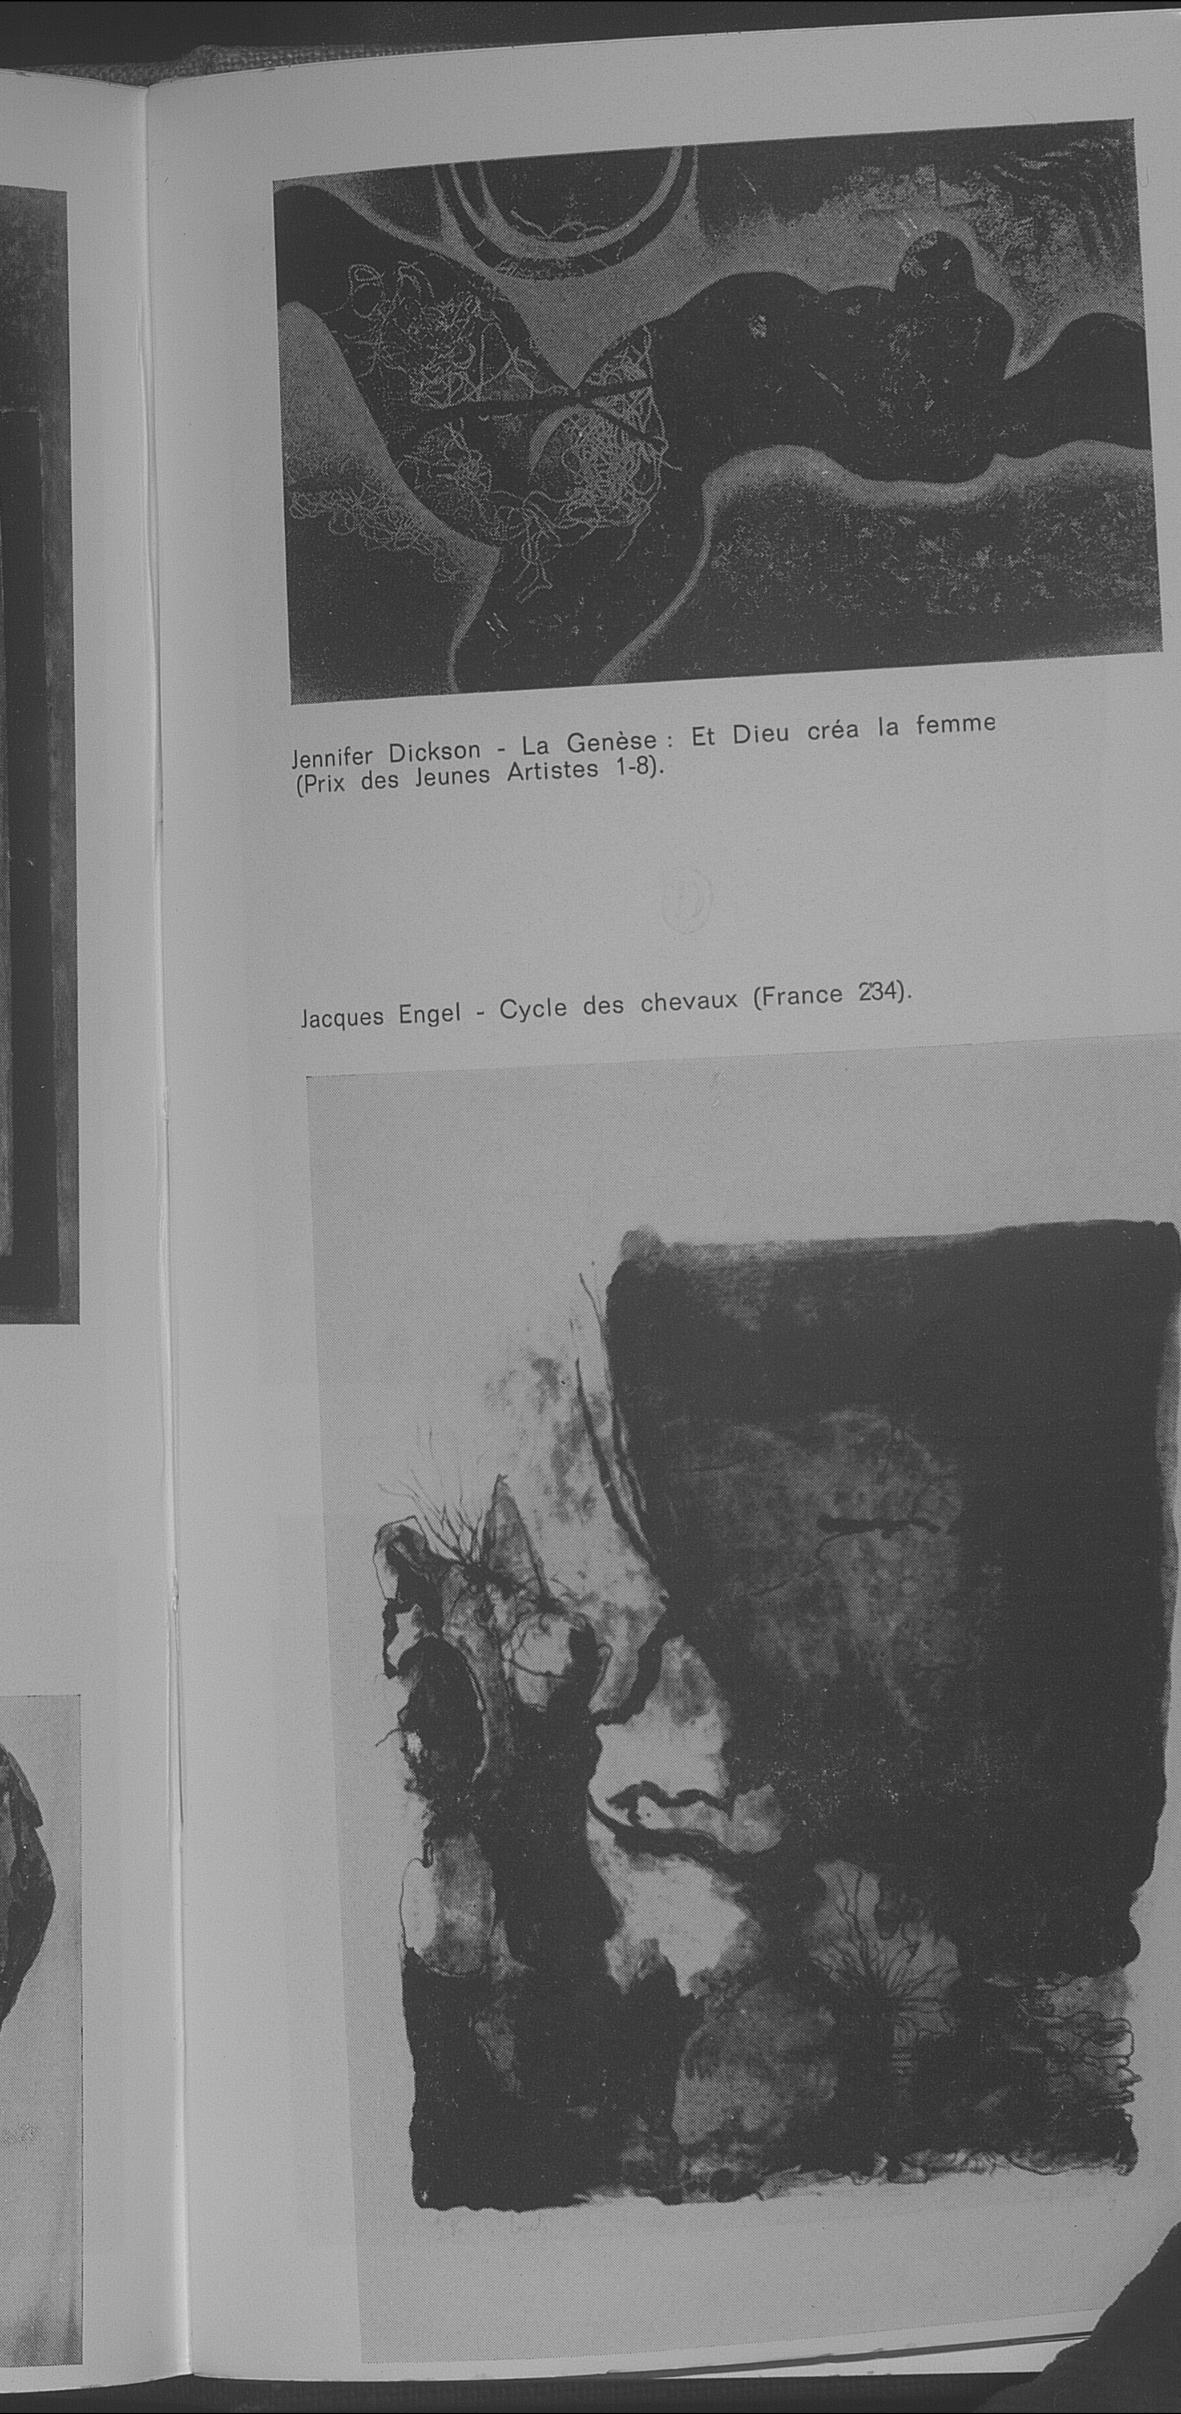 Jennifer Dickson - La Genèse : Et Dieu créa la femme
(Prix des Jeunes Artistes 1-8).
Jacques Engel - Cycle des chevaux (France 234).